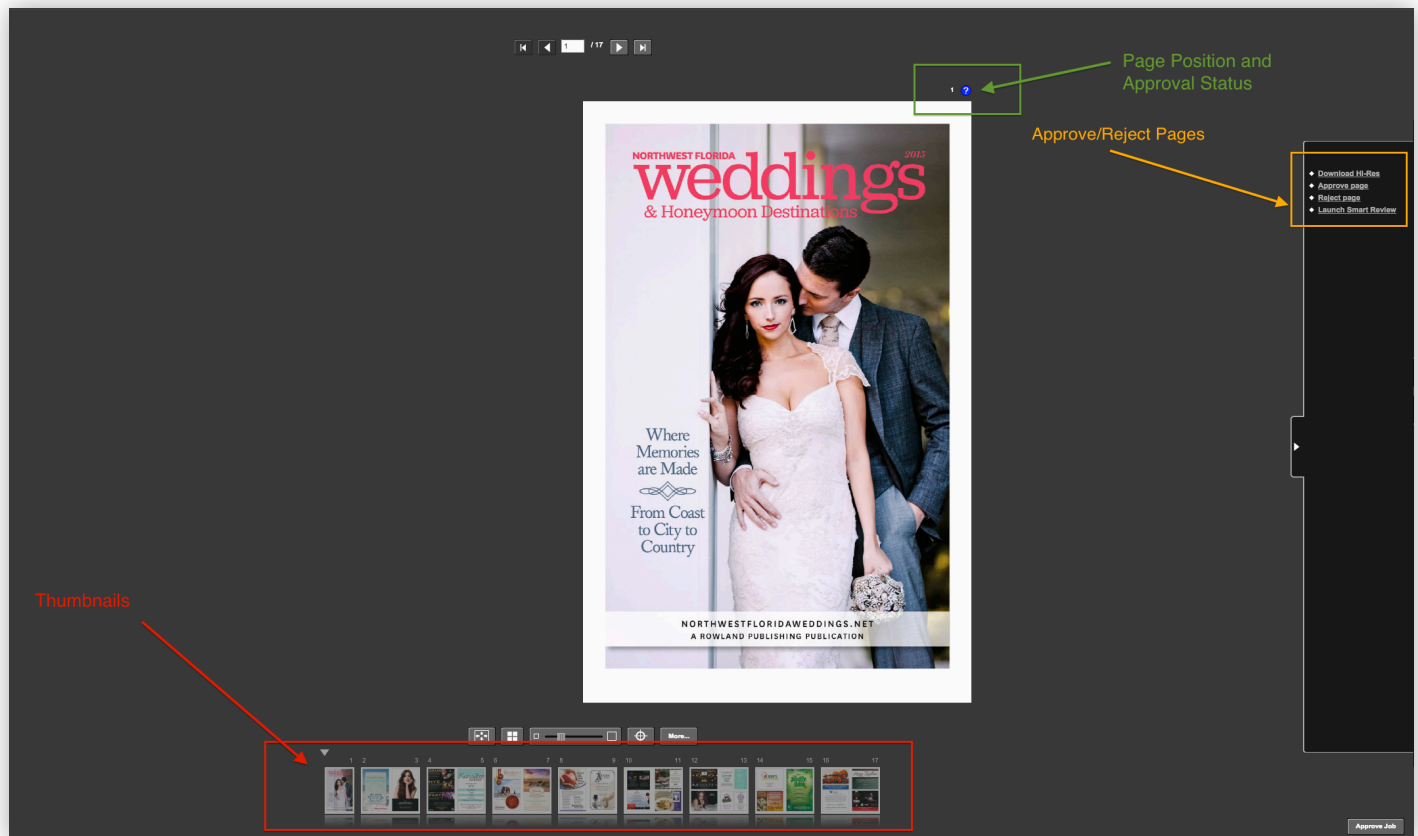 1 / 17
Page Position and
Approval Status
1 ?
Approve/Reject Pages
NORTHWEST FLORIDA
2015
weddings
& Honeymoon Destinations
Download Hi-Res
Approve page
Reject page
Launch Smart Review
Where
Memories
are Made
From Coast
to City to
Country
Thumbnails
NORTHWESTFLORIDAWEDDINGS.NET
A ROWLAND PUBLISHING PUBLICATION
More...
1 2 3 4 5 6 7 8 9 10 11 12 13 14 15 16 17
Approve Job